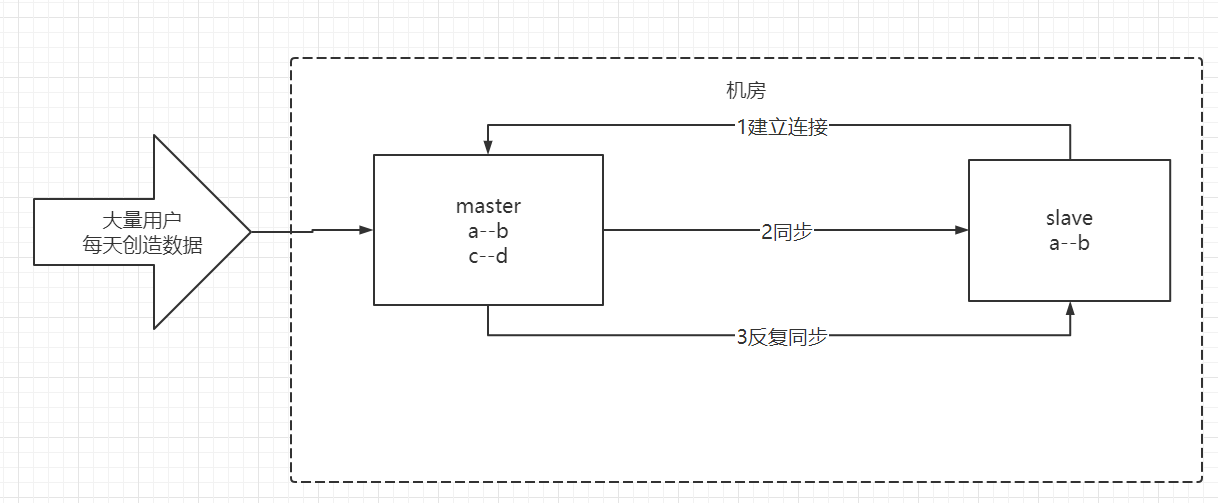 机房
1建立连接
大量用户
每天创造数据
master
a--b
c--d
2同步
slave
a--b
3反复同步